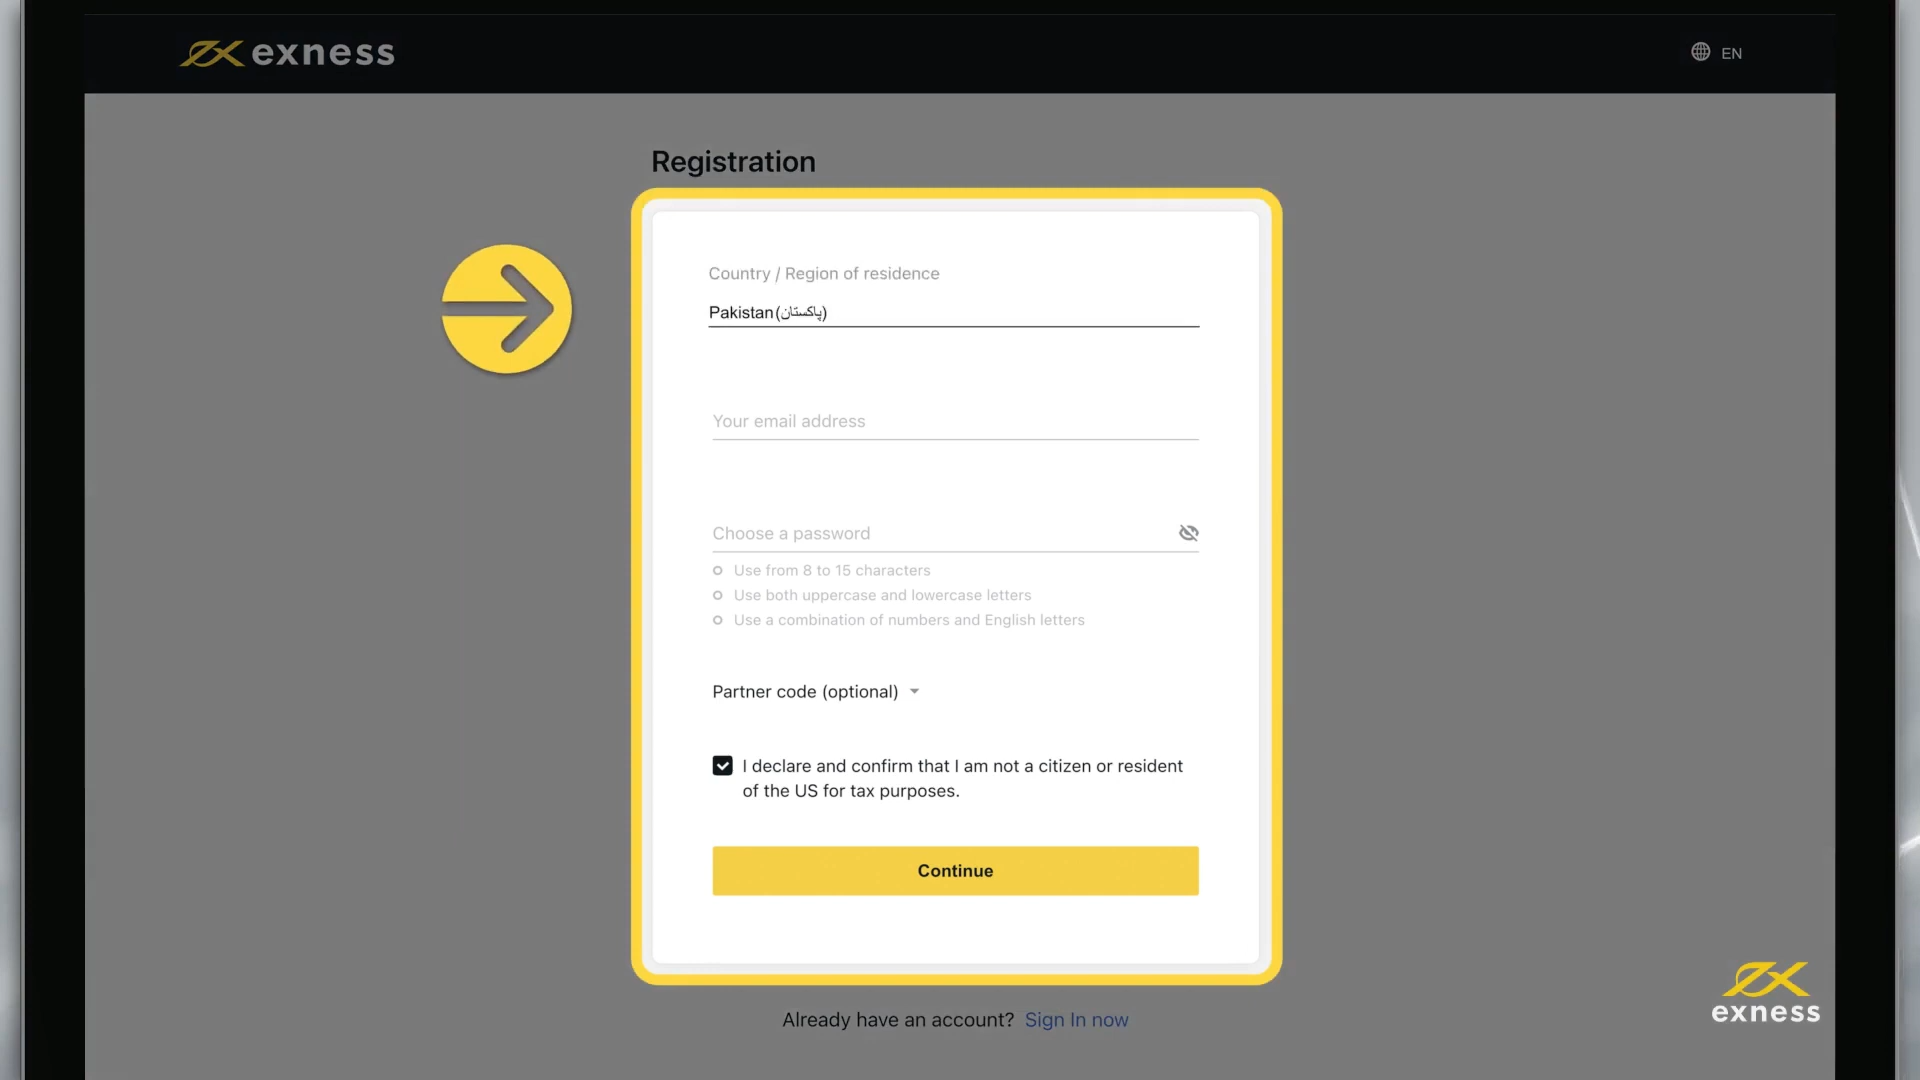 exness
EN
Registration
Country / Region of residence
Pakistan (پاکستان)
Your email address
Choose a password
Use from 8 to 15 characters
Use both uppercase and lowercase letters
Use a combination of numbers and English letters
Partner code (optional)
I declare and confirm that I am not a citizen or resident
of the US for tax purposes.
Continue
Already have an account? Sign In now
exness